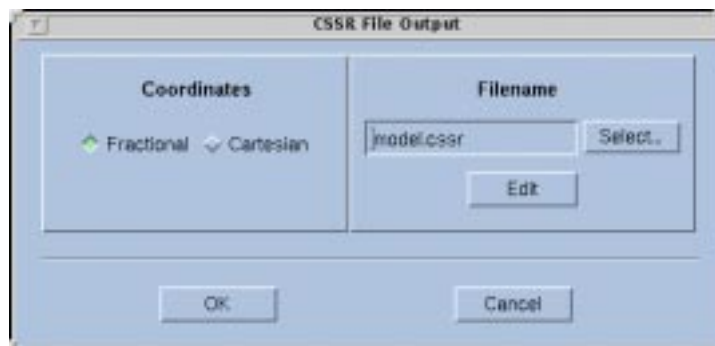 CSSR File Output
Coordinates
Fractional
Cartesian
Filename
model.cssr
Select..
Edit
OK
Cancel